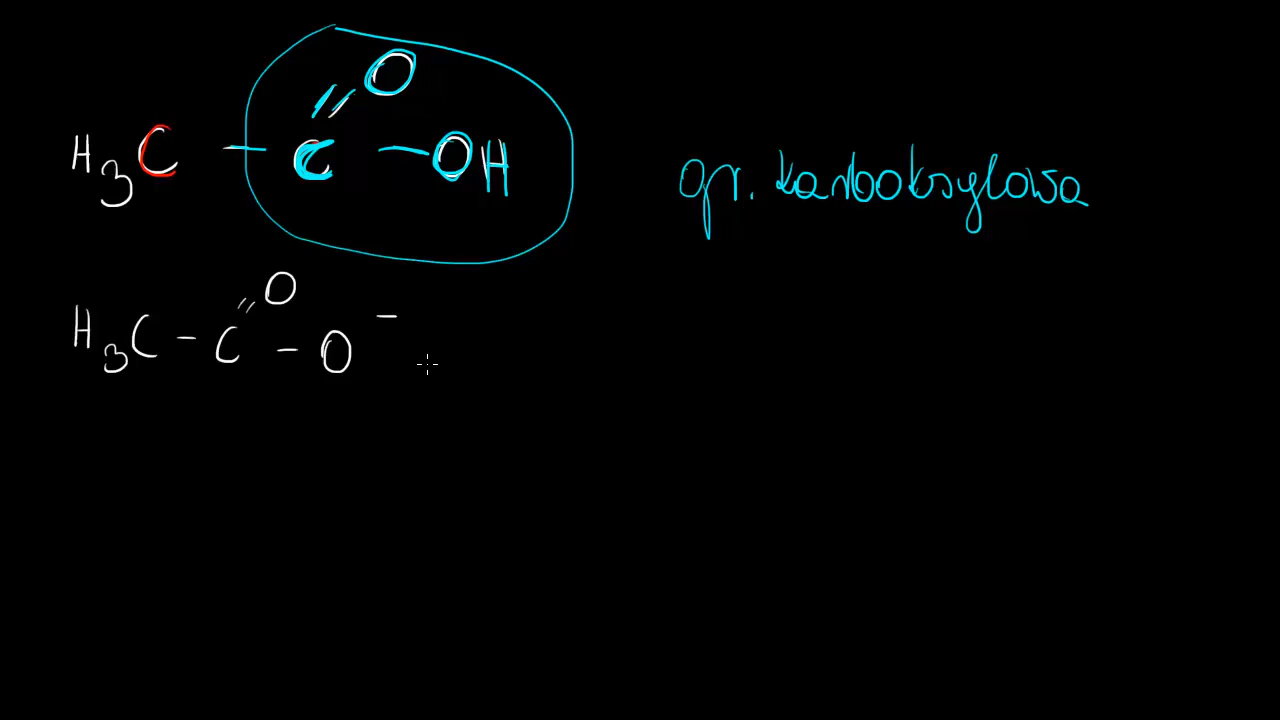 O
H3C - C - OH
gr. karboksylowa
O
H3C - C - O -